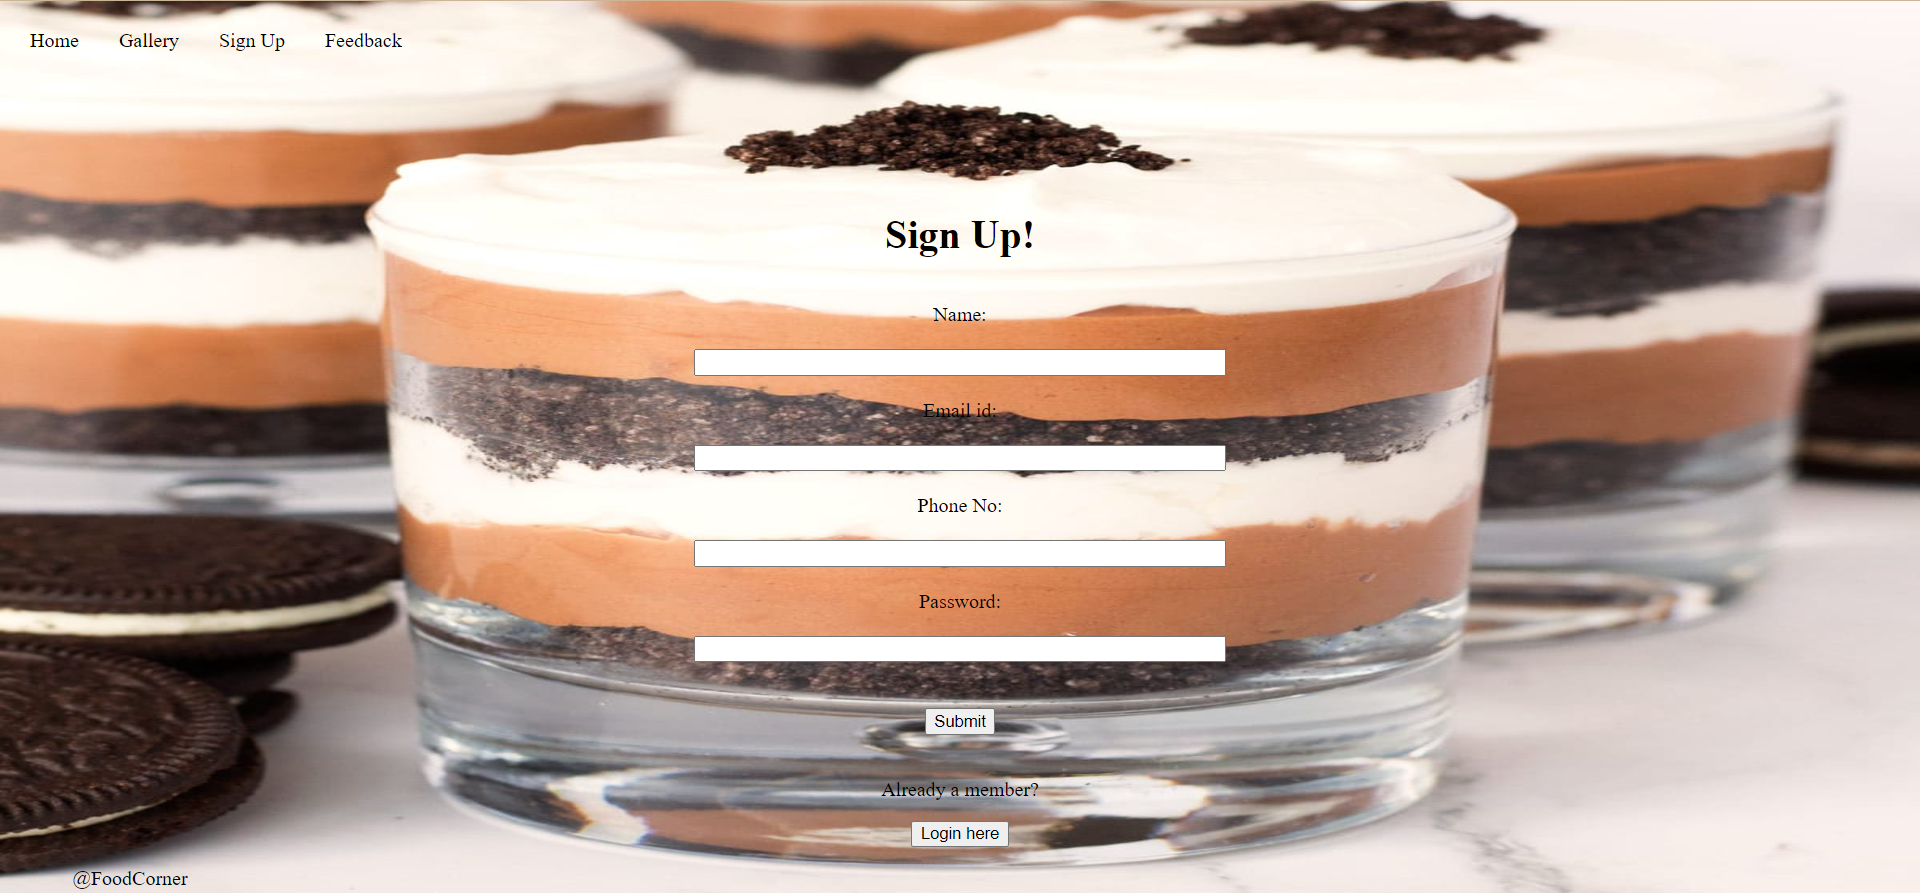 Home Gallery Sign Up Feedback
Sign Up!
Name:
Email id:
Phone No:
Password:
Submit
Already a member?
Login here
@FoodCorner